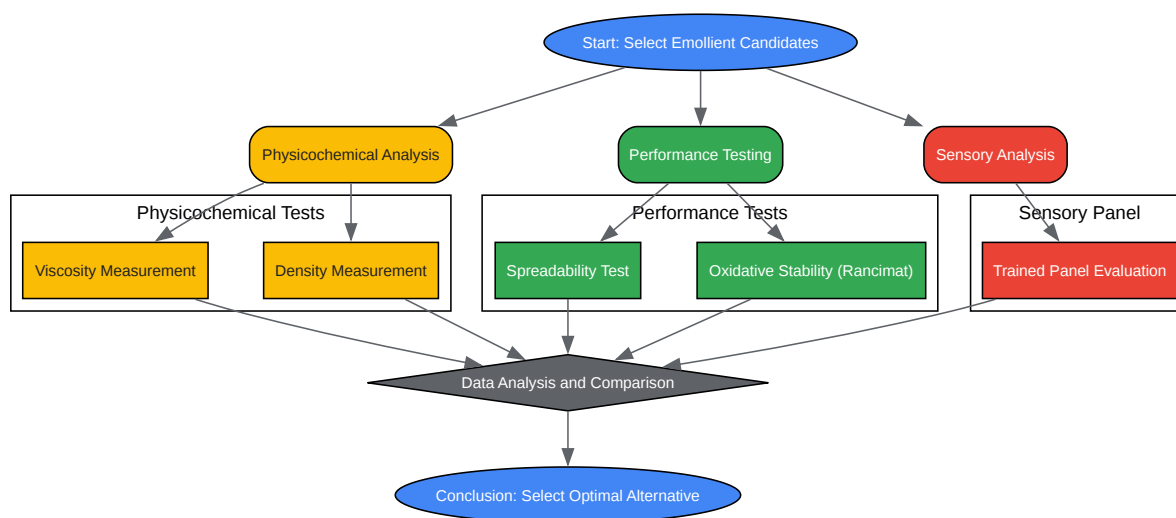 Start: Select Emollient Candidates
Physicochemical Analysis
Performance Testing
Sensory Analysis
Physicochemical Tests
Performance Tests
Sensory Panel
Viscosity Measurement
Density Measurement
Spreadability Test
Oxidative Stability (Rancimat)
Trained Panel Evaluation
Data Analysis and Comparison
Conclusion: Select Optimal Alternative